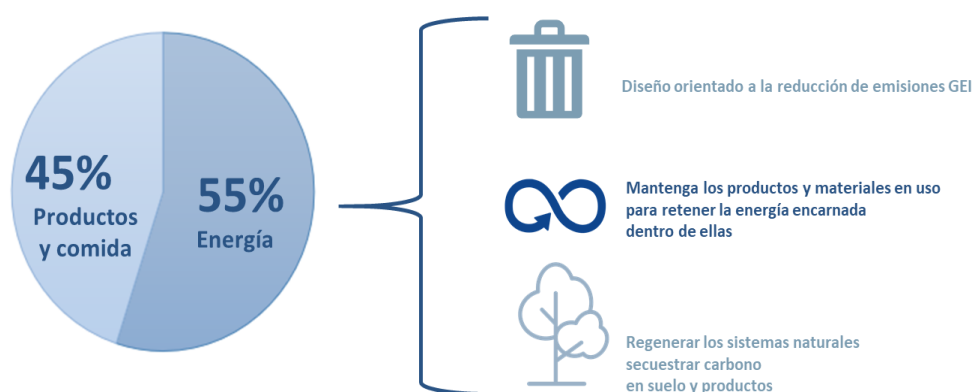 45%
Productos
y comida
55%
Energía
Diseño orientado a la reducción de emisiones GEI
Mantenga los productos y materiales en uso
para retener la energía encarnada
dentro de ellas
Regenerar los sistemas naturales
secuestrar carbono
en suelo y productos